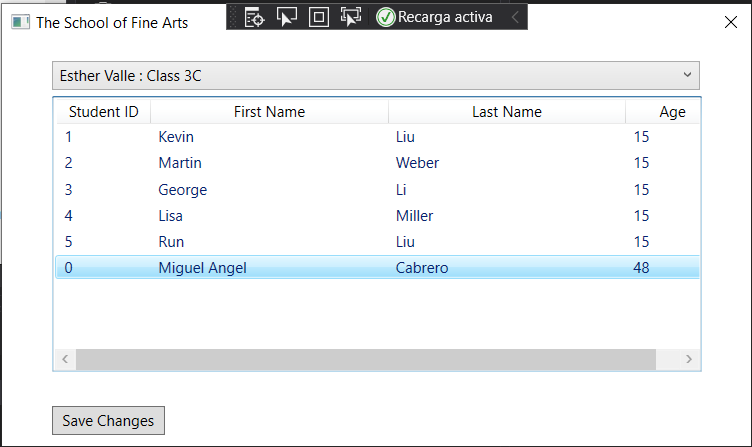 The School of Fine Arts
Recarga activa
Esther Valle : Class 3C
Student ID First Name Last Name Age
1 Kevin Liu 15
2 Martin Weber 15
3 George Li 15
4 Lisa Miller 15
5 Run Liu 15
0 Miguel Angel Cabrero 48
Save Changes